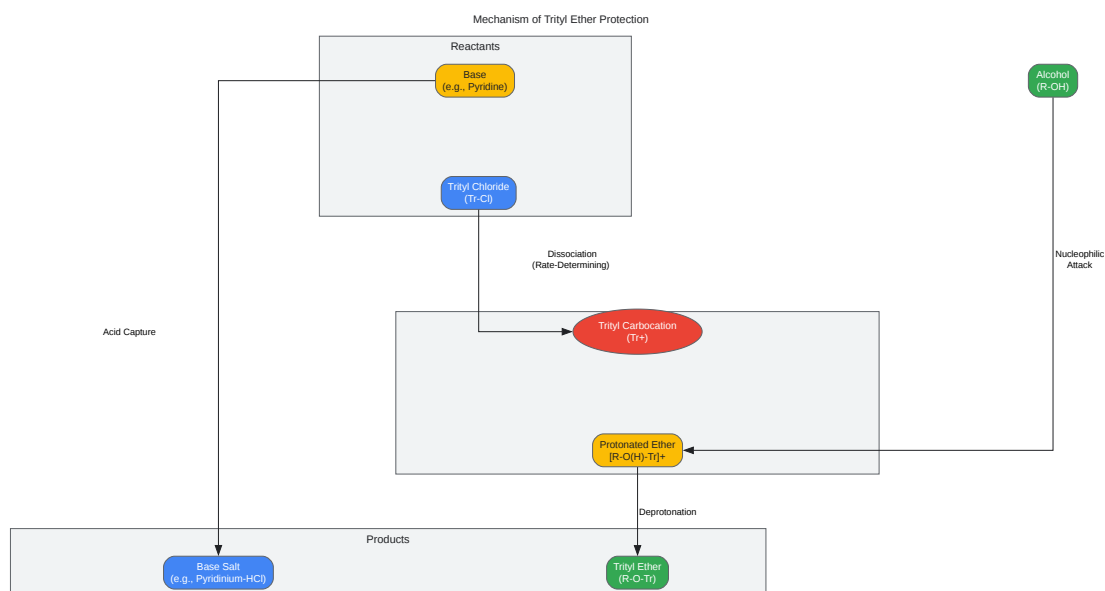 Mechanism of Trityl Ether Protection
Reactants
Base
(e.g., Pyridine)
Alcohol
(R-OH)
Trityl Chloride
(Tr-Cl)
Dissociation
(Rate-Determining)
Nucleophilic
Attack
Acid Capture
Trityl Carbocation
(Tr+)
Protonated Ether
[R-O(H)-Tr]+
Deprotonation
Products
Base Salt
(e.g., Pyridinium-HCl)
Trityl Ether
(R-O-Tr)